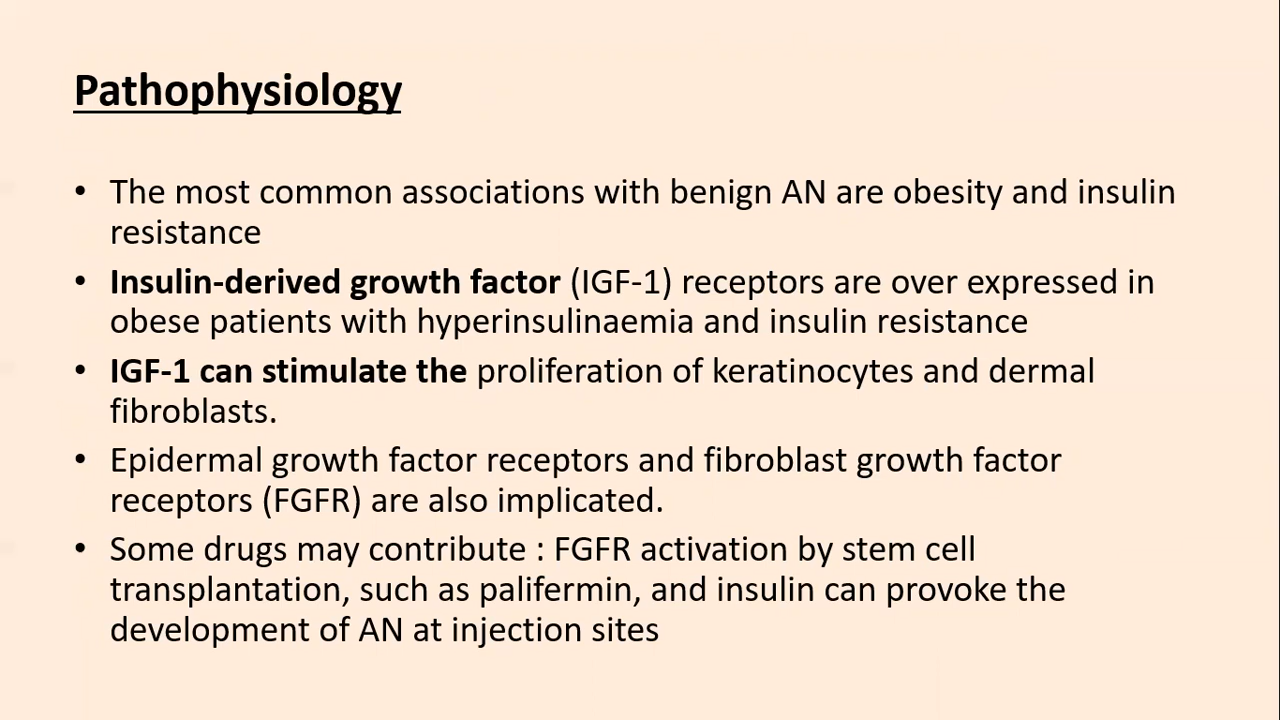 Pathophysiology
• The most common associations with benign AN are obesity and insulin
resistance
• Insulin-derived growth factor (IGF-1) receptors are over expressed in
obese patients with hyperinsulinaemia and insulin resistance
• IGF-1 can stimulate the proliferation of keratinocytes and dermal
fibroblasts.
• Epidermal growth factor receptors and fibroblast growth factor
receptors (FGFR) are also implicated.
• Some drugs may contribute : FGFR activation by stem cell
transplantation, such as palifermin, and insulin can provoke the
development of AN at injection sites